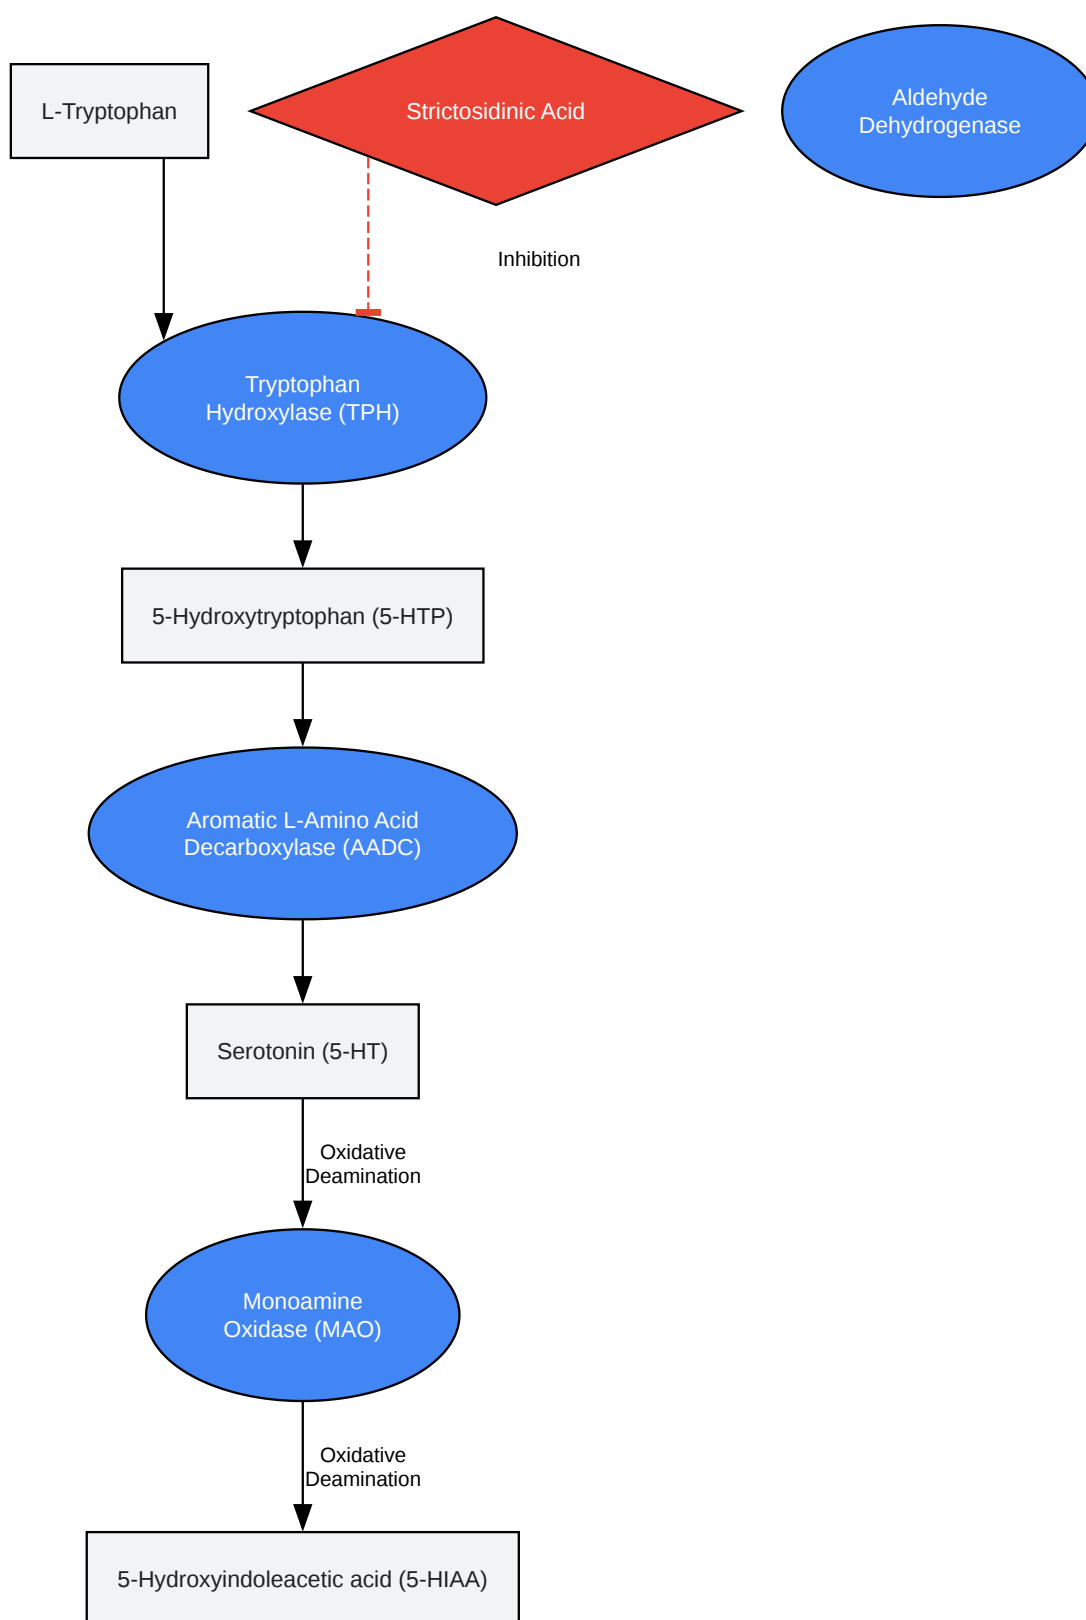 L-Tryptophan
Strictosidinic Acid
Aldehyde
Dehydrogenase
Inhibition
Tryptophan
Hydroxylase (TPH)
5-Hydroxytryptophan (5-HTP)
Aromatic L-Amino Acid
Decarboxylase (AADC)
Serotonin (5-HT)
Oxidative
Deamination
Monoamine
Oxidase (MAO)
Oxidative
Deamination
5-Hydroxyindoleacetic acid (5-HIAA)